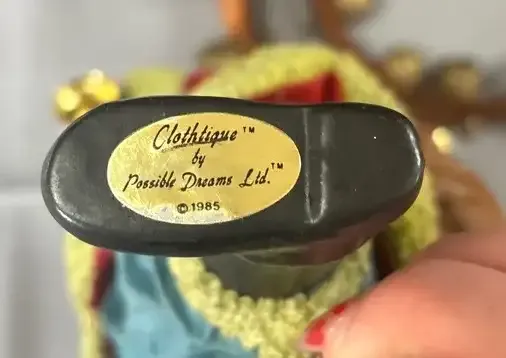 Clothtique™
by
Possible Dreams Ltd.™
©1985